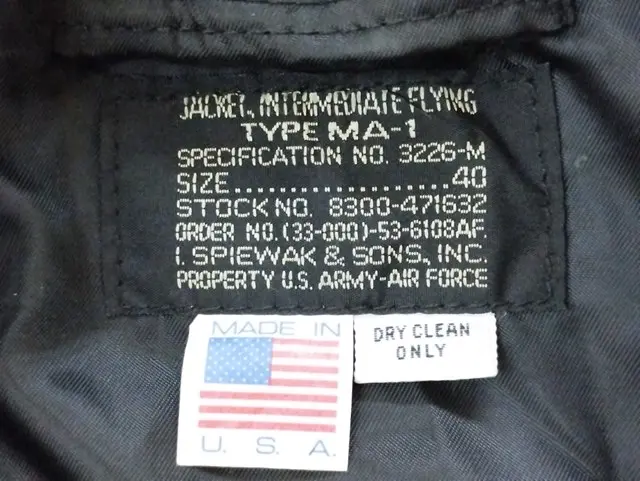 JACKET, INTERMEDIATE FLYING
TYPE MA-1
SPECIFICATION NO. 3226-M
SIZE....................40
STOCK NO. 8300-471632
ORDER NO. (33-000)-53-6108AF.
I. SPIEWAK & SONS, INC.
PROPERTY U.S. ARMY-AIR FORCE
MADE IN
U. S. A.
DRY CLEAN
ONLY